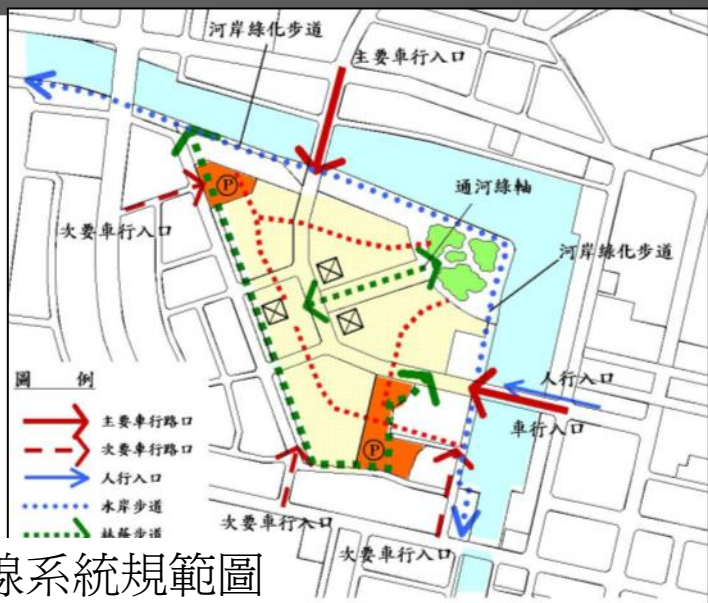 河岸綠化步道
主要車行入口
通河綠軸
P
次要車行入口
河岸綠化步道
圖 例
人行入口
主要車行路口
車行入口
次要車行路口
人行入口
P
水岸步道
林蔭步道
次要車行入口
次要車行入口
線系統規範圖